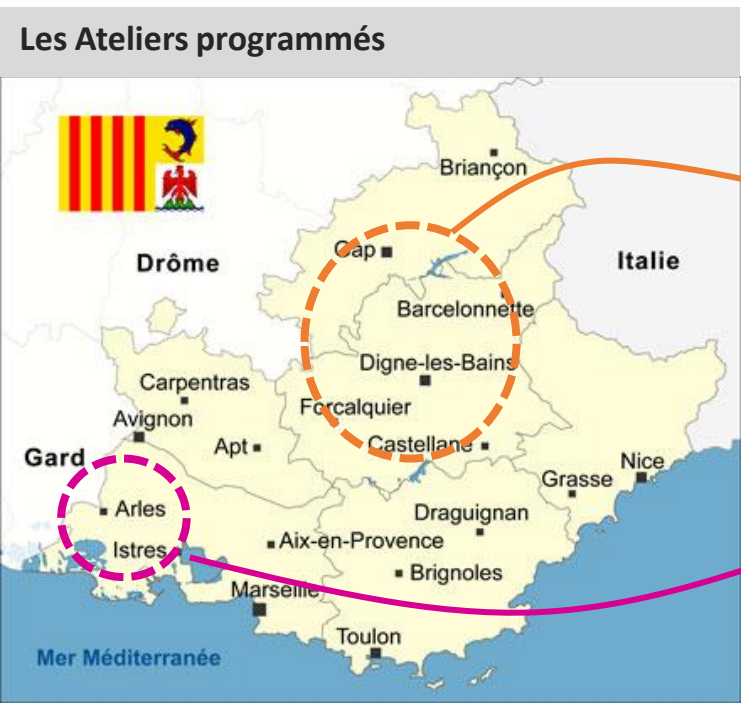 Les Ateliers programmés
Briançon
Gap
Drôme
Italie
Barcelonnette
Digne-les-Bains
Carpentras
Forcalquier
Avignon
Apt
Castellane
Gard
Nice
Grasse
Arles
Draguignan
Istres
Aix-en-Provence
Brignoles
Marseille
Toulon
Mer Méditerranée